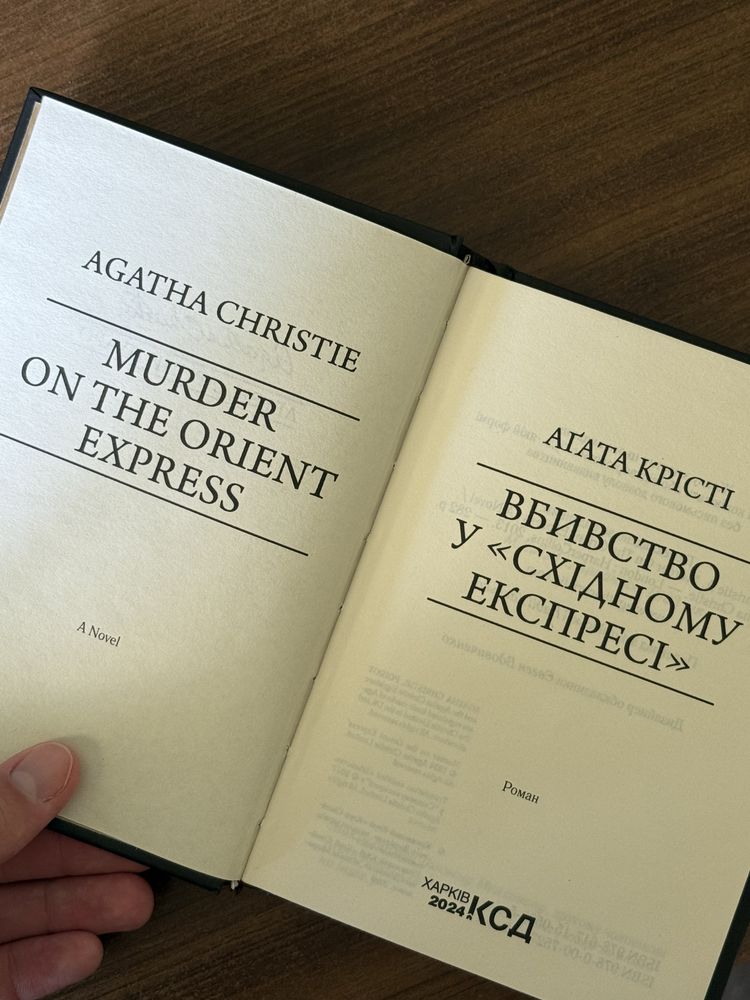 AGATHA CHRISTIE
MURDER
ON THE ORIENT
EXPRESS
A Novel
АҐАТА КРІСТІ
ВБИВСТВО
У «СХІДНОМУ
ЕКСПРЕСІ»
Роман
ХАРКІВ
2024
КСД